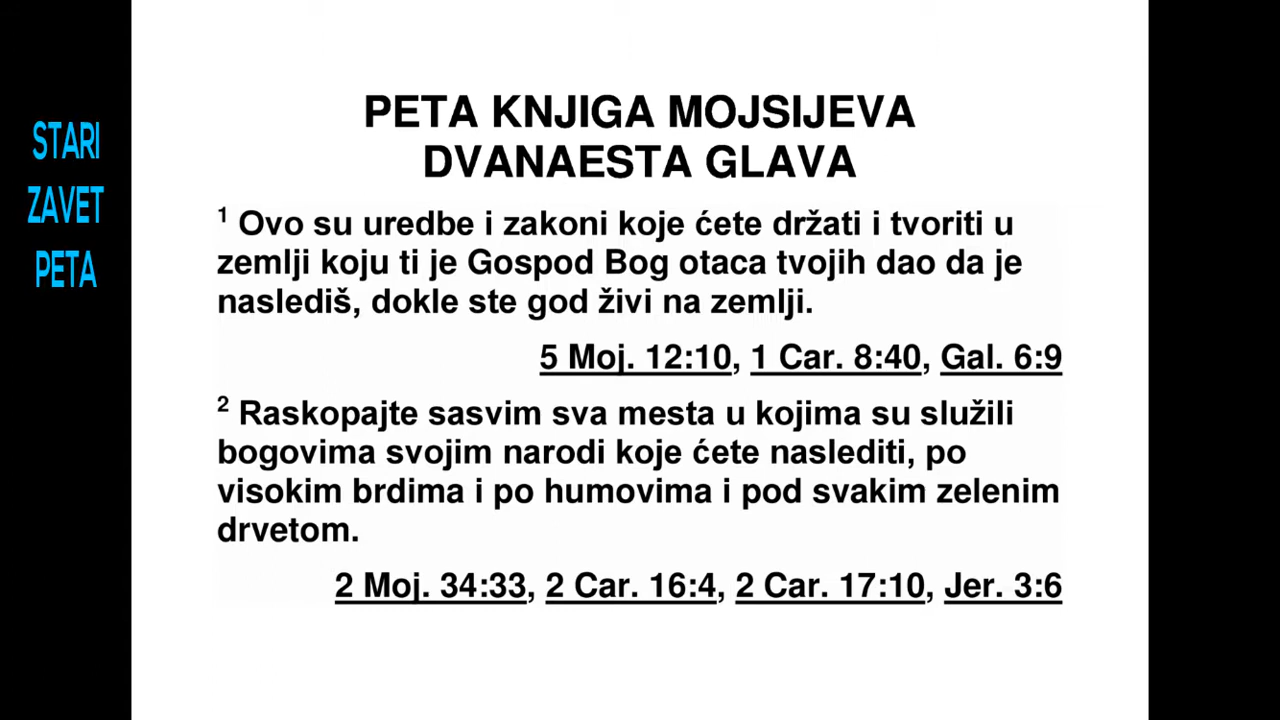 STARI
ZAVET
PETA
PETA KNJIGA MOJSIJEVA
DVANAESTA GLAVA
1 Ovo su uredbe i zakoni koje ćete držati i tvoriti u
zemlji koju ti je Gospod Bog otaca tvojih dao da je
naslediš, dokle ste god živi na zemlji.
5 Moj. 12:10, 1 Car. 8:40, Gal. 6:9
2 Raskopajte sasvim sva mesta u kojima su služili
bogovima svojim narodi koje ćete naslediti, po
visokim brdima i po humovima i pod svakim zelenim
drvetom.
2 Moj. 34:33, 2 Car. 16:4, 2 Car. 17:10, Jer. 3:6